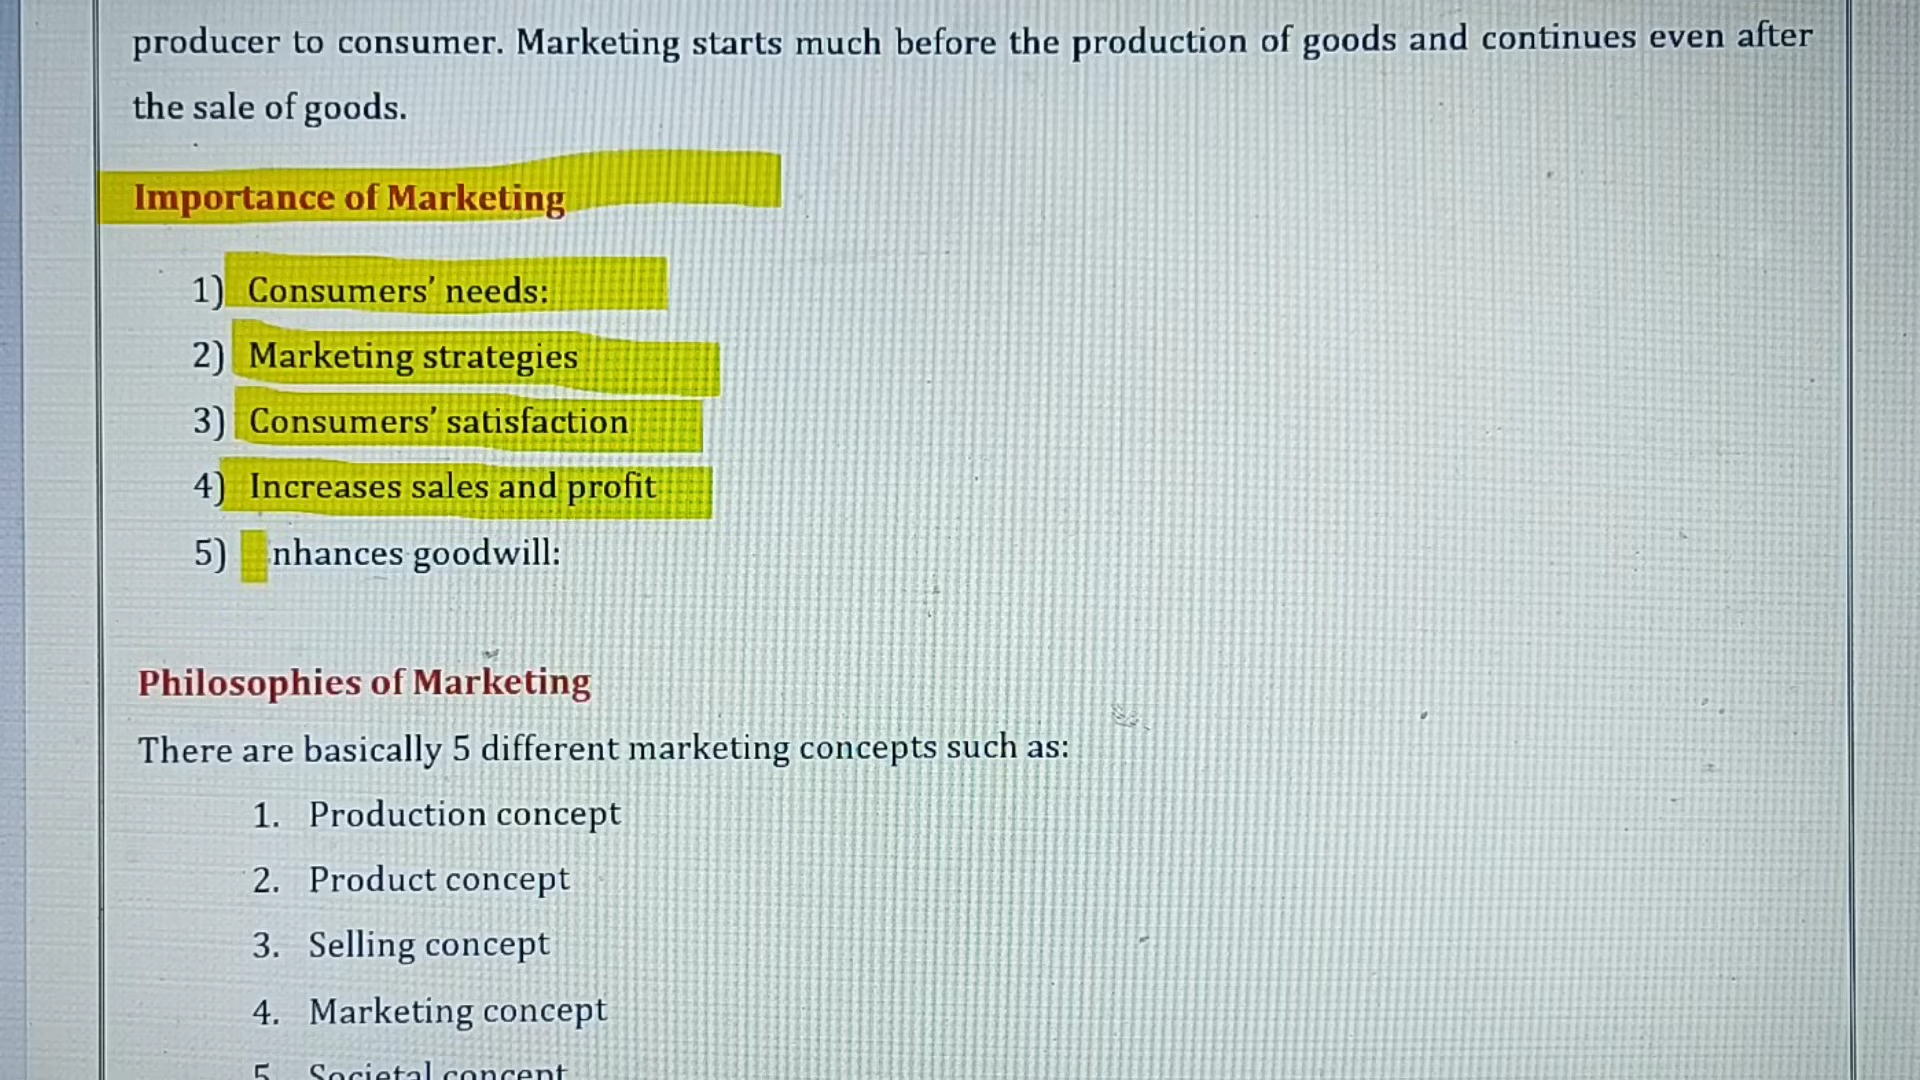 producer to consumer. Marketing starts much before the production of goods and continues even after
the sale of goods.
Importance of Marketing
1) Consumers' needs:
2) Marketing strategies
3) Consumers' satisfaction
4) Increases sales and profit
5) Enhances goodwill:
Philosophies of Marketing
There are basically 5 different marketing concepts such as:
1. Production concept
2. Product concept
3. Selling concept
4. Marketing concept
5. Societal concept